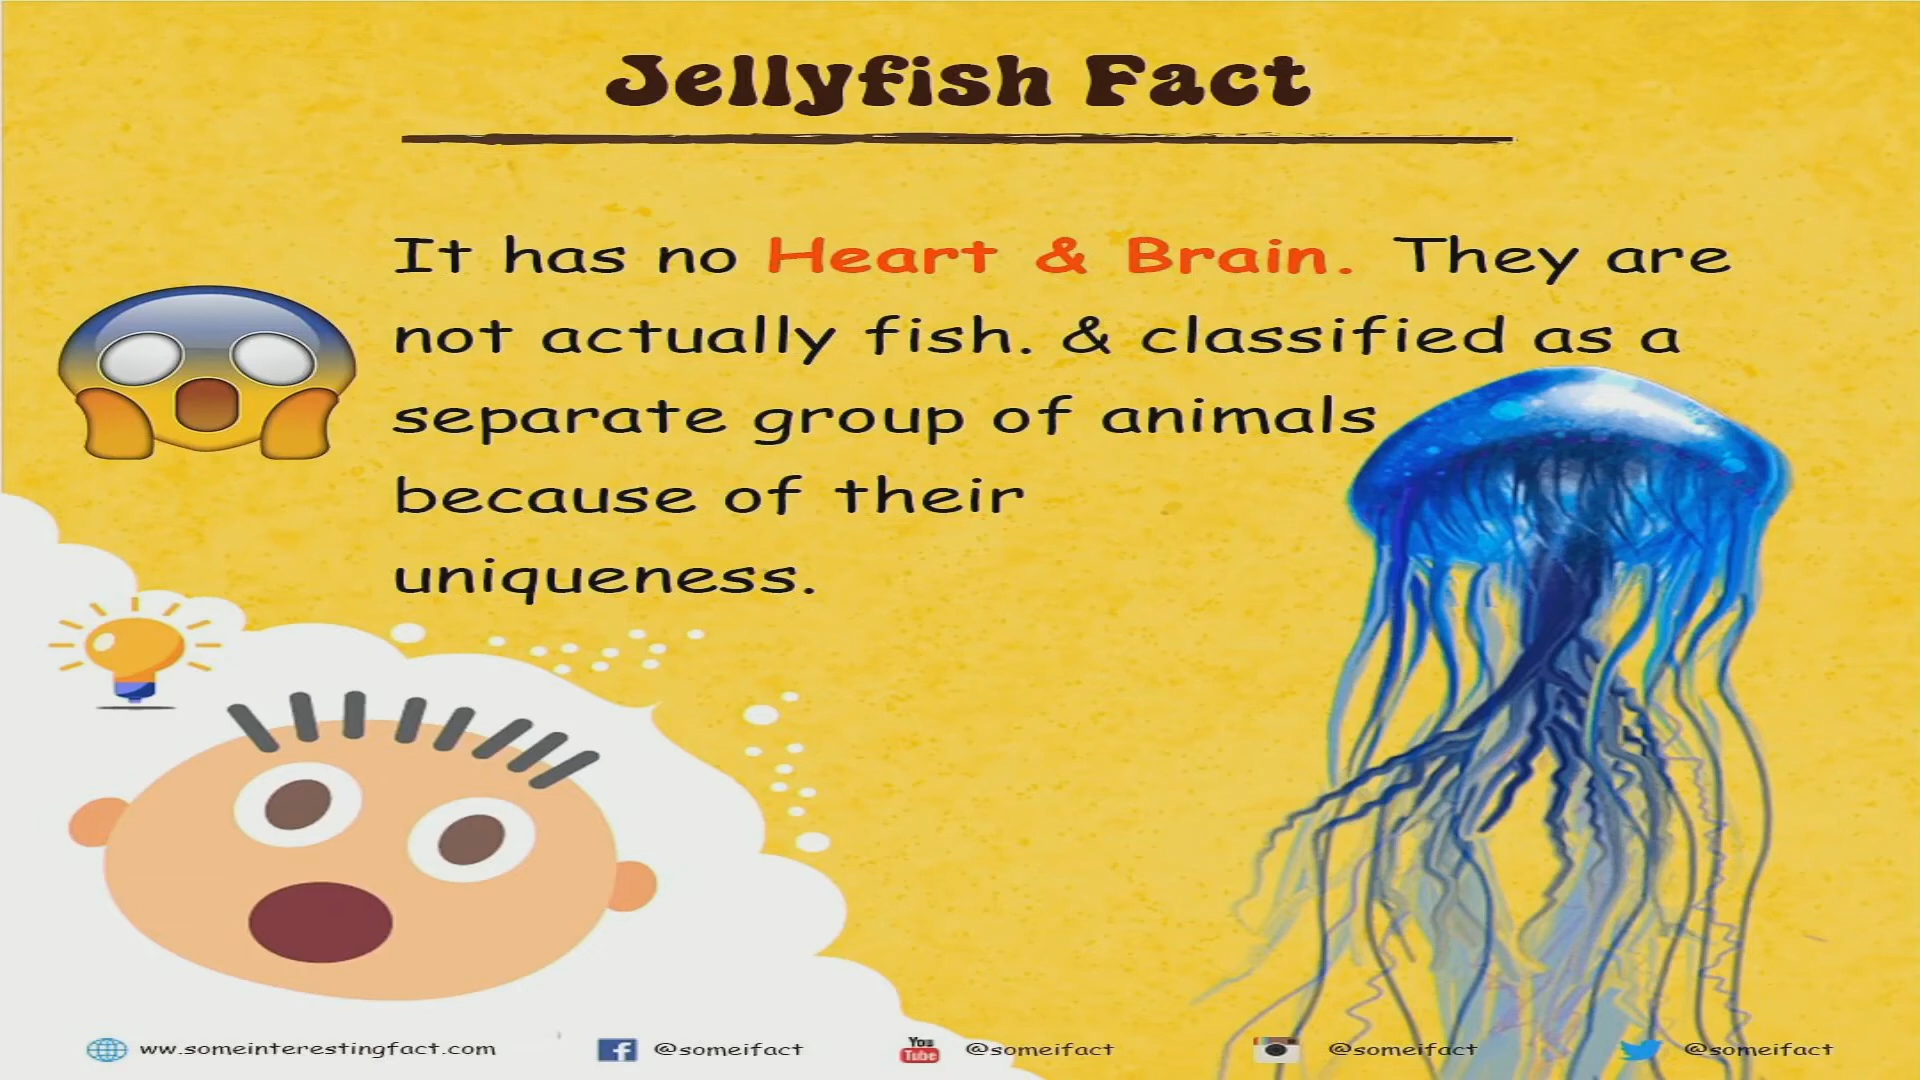 Jellyfish Fact
It has no Heart & Brain. They are
not actually fish. & classified as a
separate group of animals
because of their
uniqueness.
ww.someinterestingfact.com
@someifact
You
Tube
@someifact
@someifact
@someifact